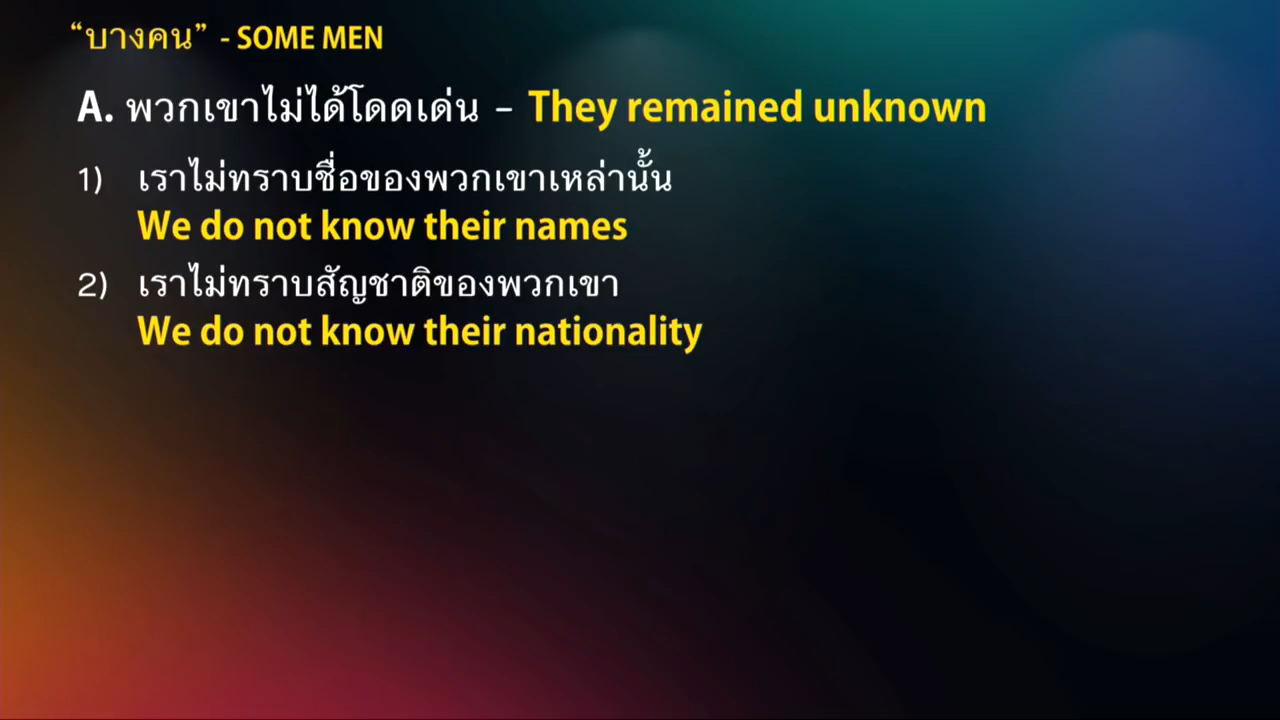 “บางคน” - SOME MEN
A. พวกเขาไม่ได้โดดเด่น – They remained unknown
1) เราไม่ทราบชื่อของพวกเขาเหล่านั้น
We do not know their names
2) เราไม่ทราบสัญชาติของพวกเขา
We do not know their nationality